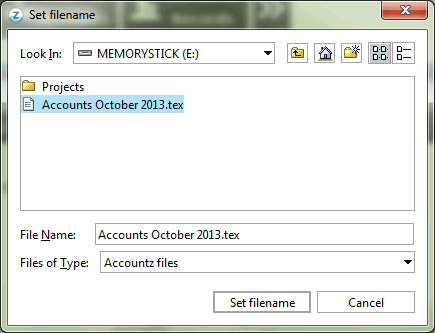 Set filename
Look In: MEMORYSTICK (E:)
Projects
Accounts October 2013.tex
File Name: Accounts October 2013.tex
Files of Type: Accountz files
Set filename Cancel